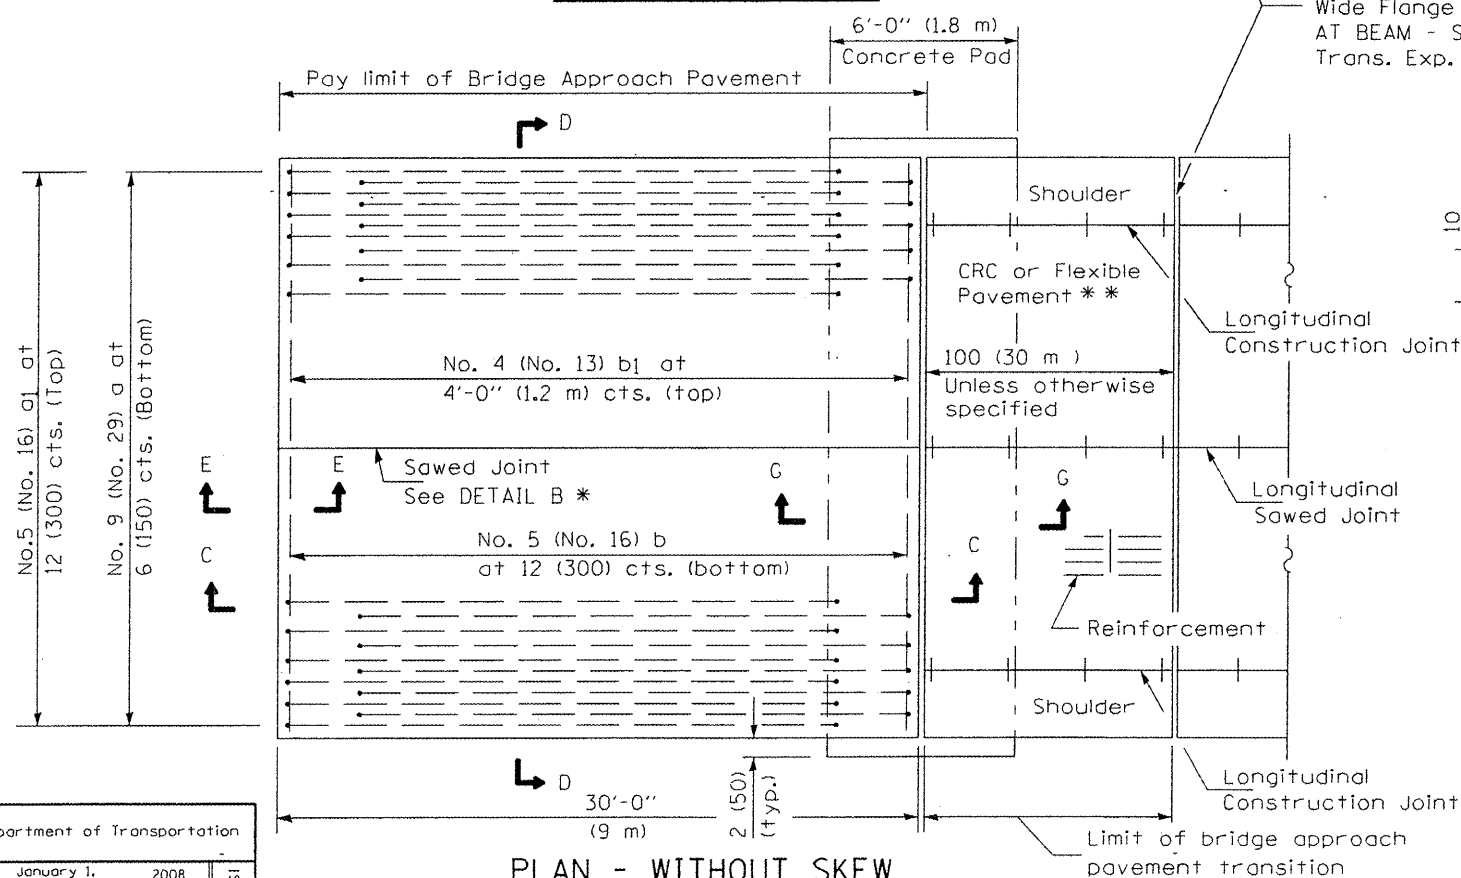 Wide Flange
AT BEAM - S
Trans. Exp.
6'-0" (1.8 m)
Concrete Pad
Pay limit of Bridge Approach Pavement
D
Shoulder
10
CRC or Flexible
Pavement * *
Longitudinal
Construction Joint
No.5 (No. 16) a1 at
12 (300) cts. (Top)
No. 9 (No. 29) a at
6 (150) cts. (Bottom)
No. 4 (No. 13) b1 at
4'-0" (1.2 m) cts. (top)
100 (30 m )
Unless otherwise
specified
E
E
Sawed Joint
See DETAIL B *
G
G
Longitudinal
Sawed Joint
C
No. 5 (No. 16) b
at 12 (300) cts. (bottom)
C
Reinforcement
Shoulder
D
30'-0"
(9 m)
2 (50)
(typ.)
Longitudinal
Construction Joint
Limit of bridge approach
pavement transition
partment of Transportation
January 1, 2008
PLAN - WITHOUT SKEW